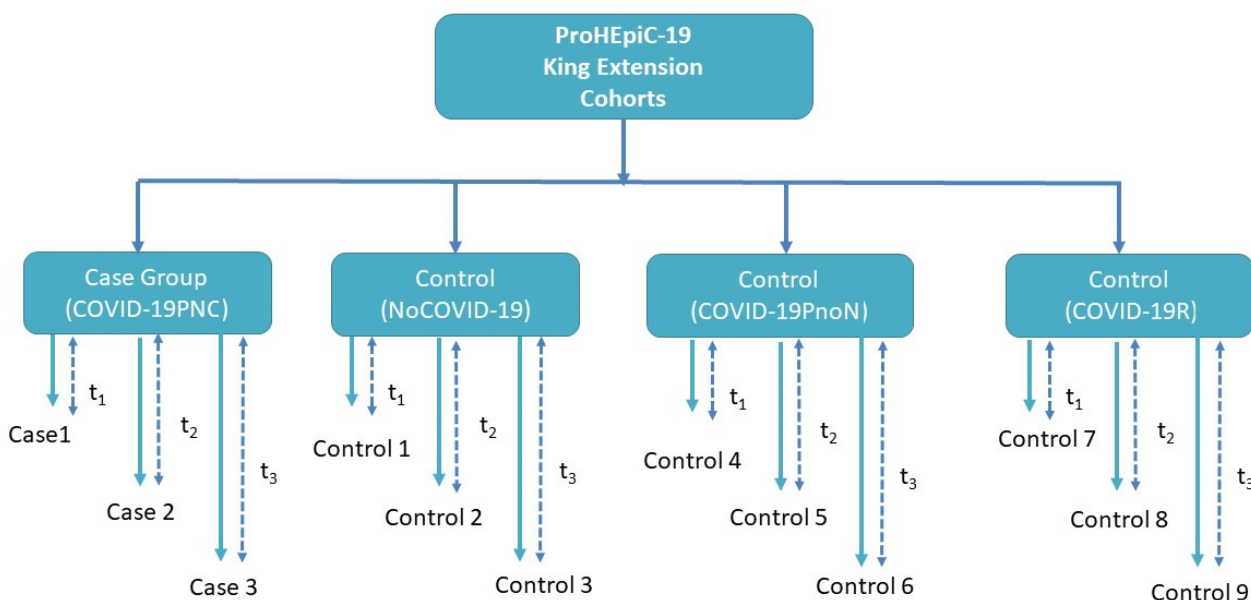 ProHEpiC-19
King Extension
Cohorts
Case Group
(COVID-19PNC)
Control
(NoCOVID-19)
Control
(COVID-19PnoN)
Control
(COVID-19R)
t₁
t₂
t₃
Case1
Case 2
Case 3
t₁
t₂
t₃
Control 1
Control 2
Control 3
t₁
t₂
t₃
Control 4
Control 5
Control 6
t₁
t₂
t₃
Control 7
Control 8
Control 9